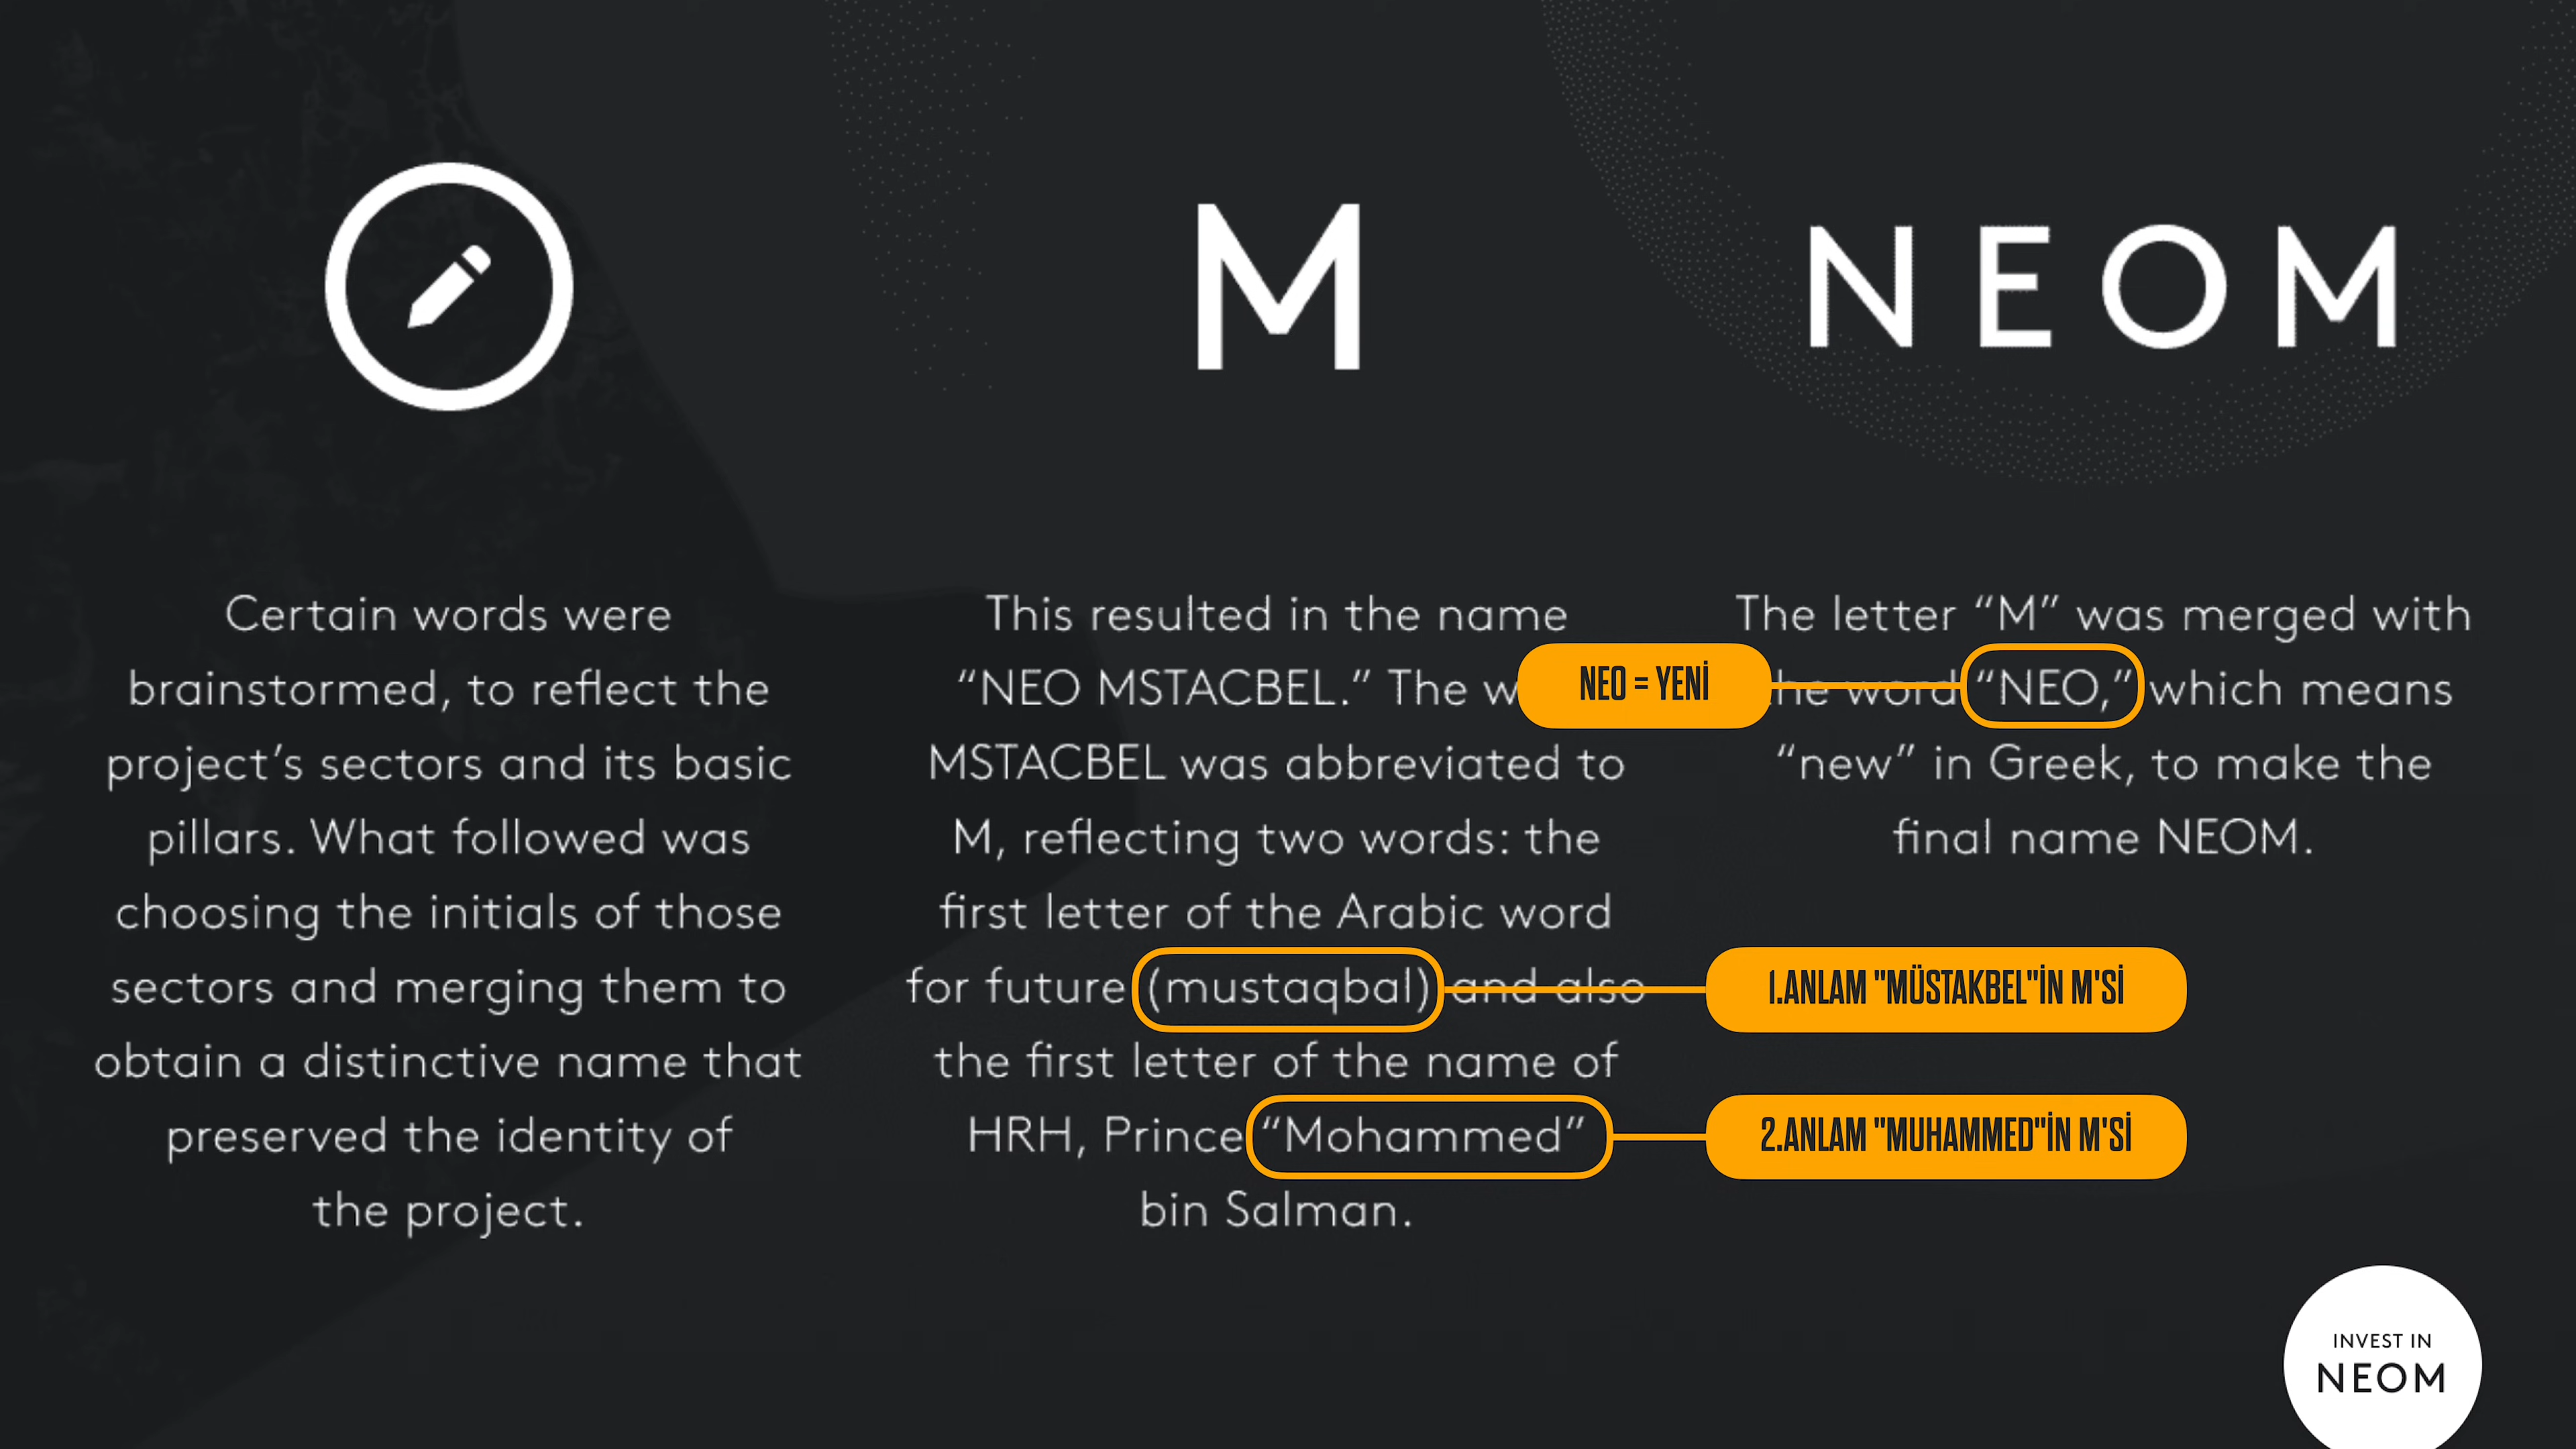 M
NEOM
Certain words were
brainstormed, to reflect the
project's sectors and its basic
pillars. What followed was
choosing the initials of those
sectors and merging them to
obtain a distinctive name that
preserved the identity of
the project.
This resulted in the name
“NEO MSTACBEL.” The
MSTACBEL was abbreviated to
M, reflecting two words: the
first letter of the Arabic word
for future (mustaqbal) and also
the first letter of the name of
HRH, Prince “Mohammed”
bin Salman.
The letter “M” was merged with
word “NEO,” which means
“new” in Greek, to make the
final name NEOM.
NEO = YENİ
1.ANLAM "MÜSTAKBEL"İN M'Sİ
2.ANLAM "MUHAMMED"İN M'Sİ
INVEST IN
NEOM